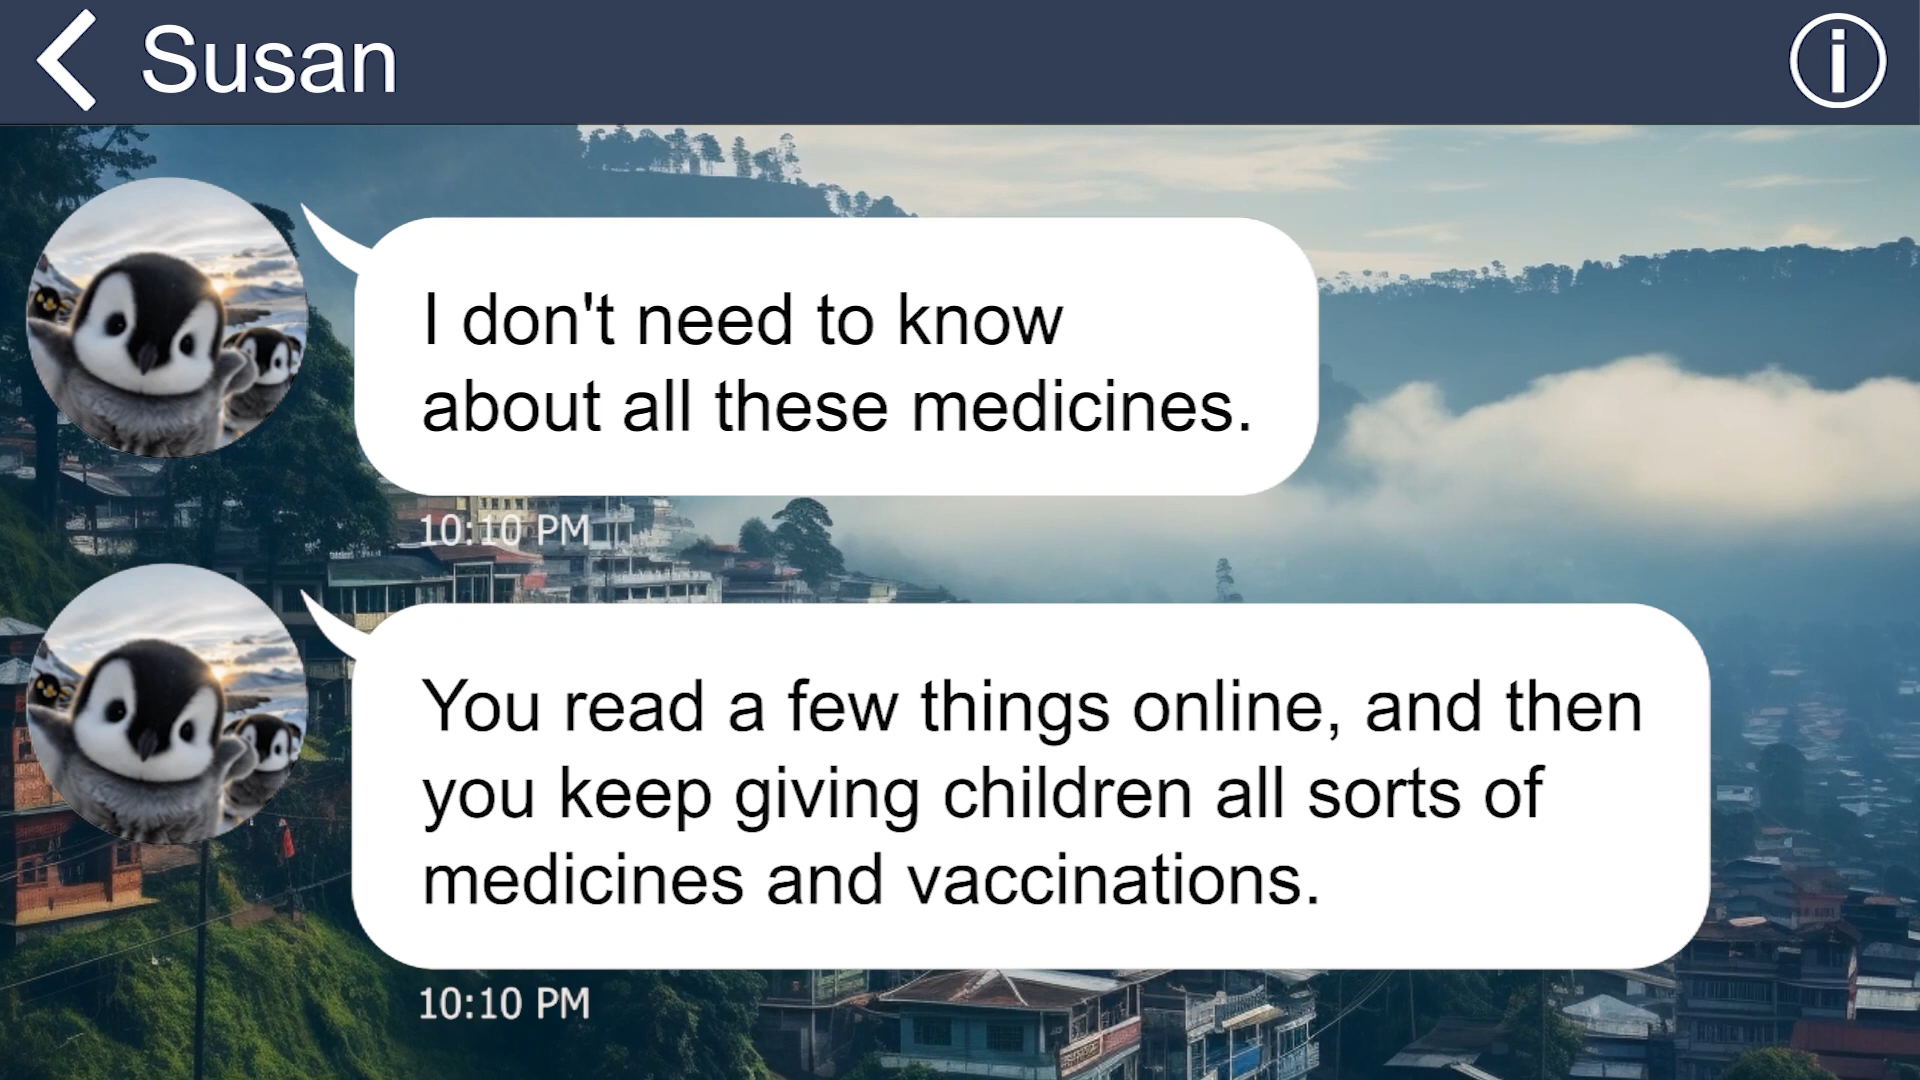 Susan
I don't need to know
about all these medicines.
10:10 PM
You read a few things online, and then
you keep giving children all sorts of
medicines and vaccinations.
10:10 PM